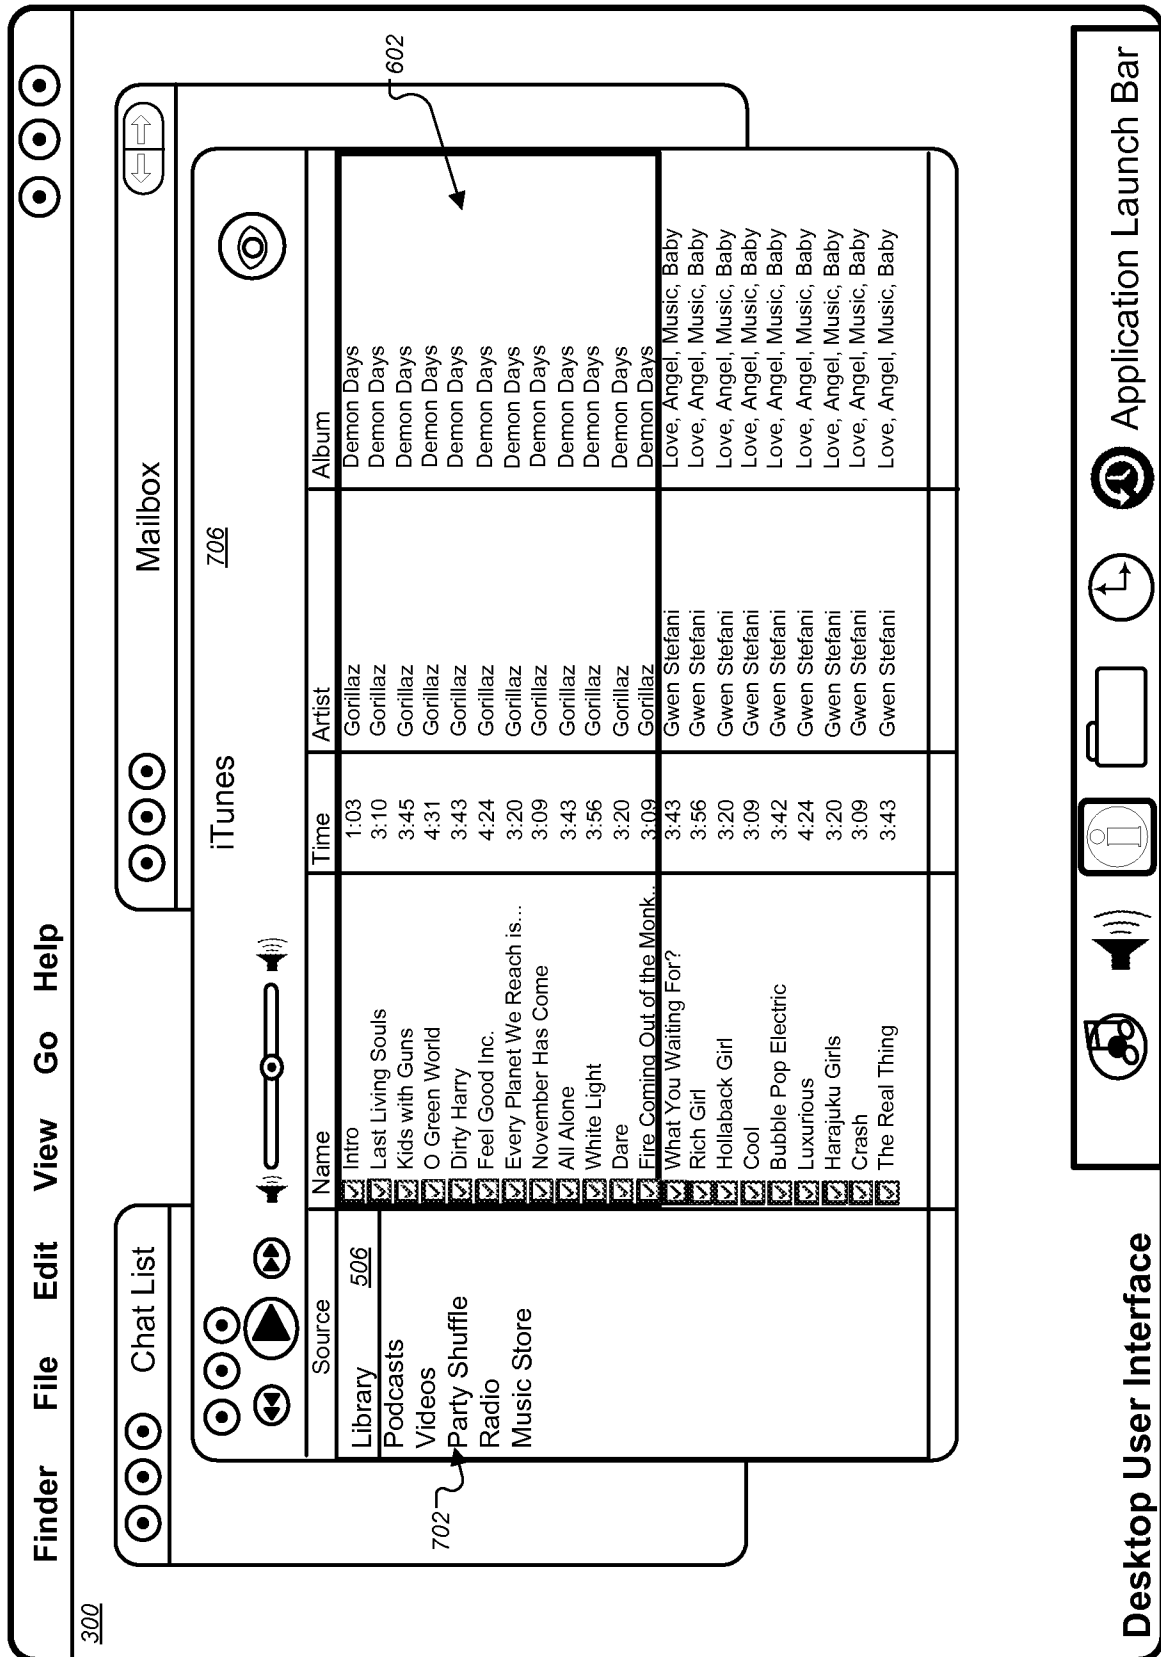 Finder File Edit View Go Help
300
Chat List
Mailbox
iTunes
706
602
702
Source Name Time Artist Album
Library 506
Podcasts
Videos
Party Shuffle
Radio
Music Store
Intro 1:03 Gorillaz Demon Days
Last Living Souls 3:10 Gorillaz Demon Days
Kids with Guns 3:45 Gorillaz Demon Days
O Green World 4:31 Gorillaz Demon Days
Dirty Harry 3:43 Gorillaz Demon Days
Feel Good Inc. 4:24 Gorillaz Demon Days
Every Planet We Reach is... 3:20 Gorillaz Demon Days
November Has Come 3:09 Gorillaz Demon Days
All Alone 3:43 Gorillaz Demon Days
White Light 3:56 Gorillaz Demon Days
Dare 3:20 Gorillaz Demon Days
Fire Coming Out of the Monk.. 3:09 Gorillaz Demon Days
What You Waiting For? 3:43 Gwen Stefani Love, Angel, Music, Baby
Rich Girl 3:56 Gwen Stefani Love, Angel, Music, Baby
Hollaback Girl 3:20 Gwen Stefani Love, Angel, Music, Baby
Cool 3:09 Gwen Stefani Love, Angel, Music, Baby
Bubble Pop Electric 3:42 Gwen Stefani Love, Angel, Music, Baby
Luxurious 4:24 Gwen Stefani Love, Angel, Music, Baby
Harajuku Girls 3:20 Gwen Stefani Love, Angel, Music, Baby
Crash 3:09 Gwen Stefani Love, Angel, Music, Baby
The Real Thing 3:43 Gwen Stefani Love, Angel, Music, Baby
Desktop User Interface
Application Launch Bar